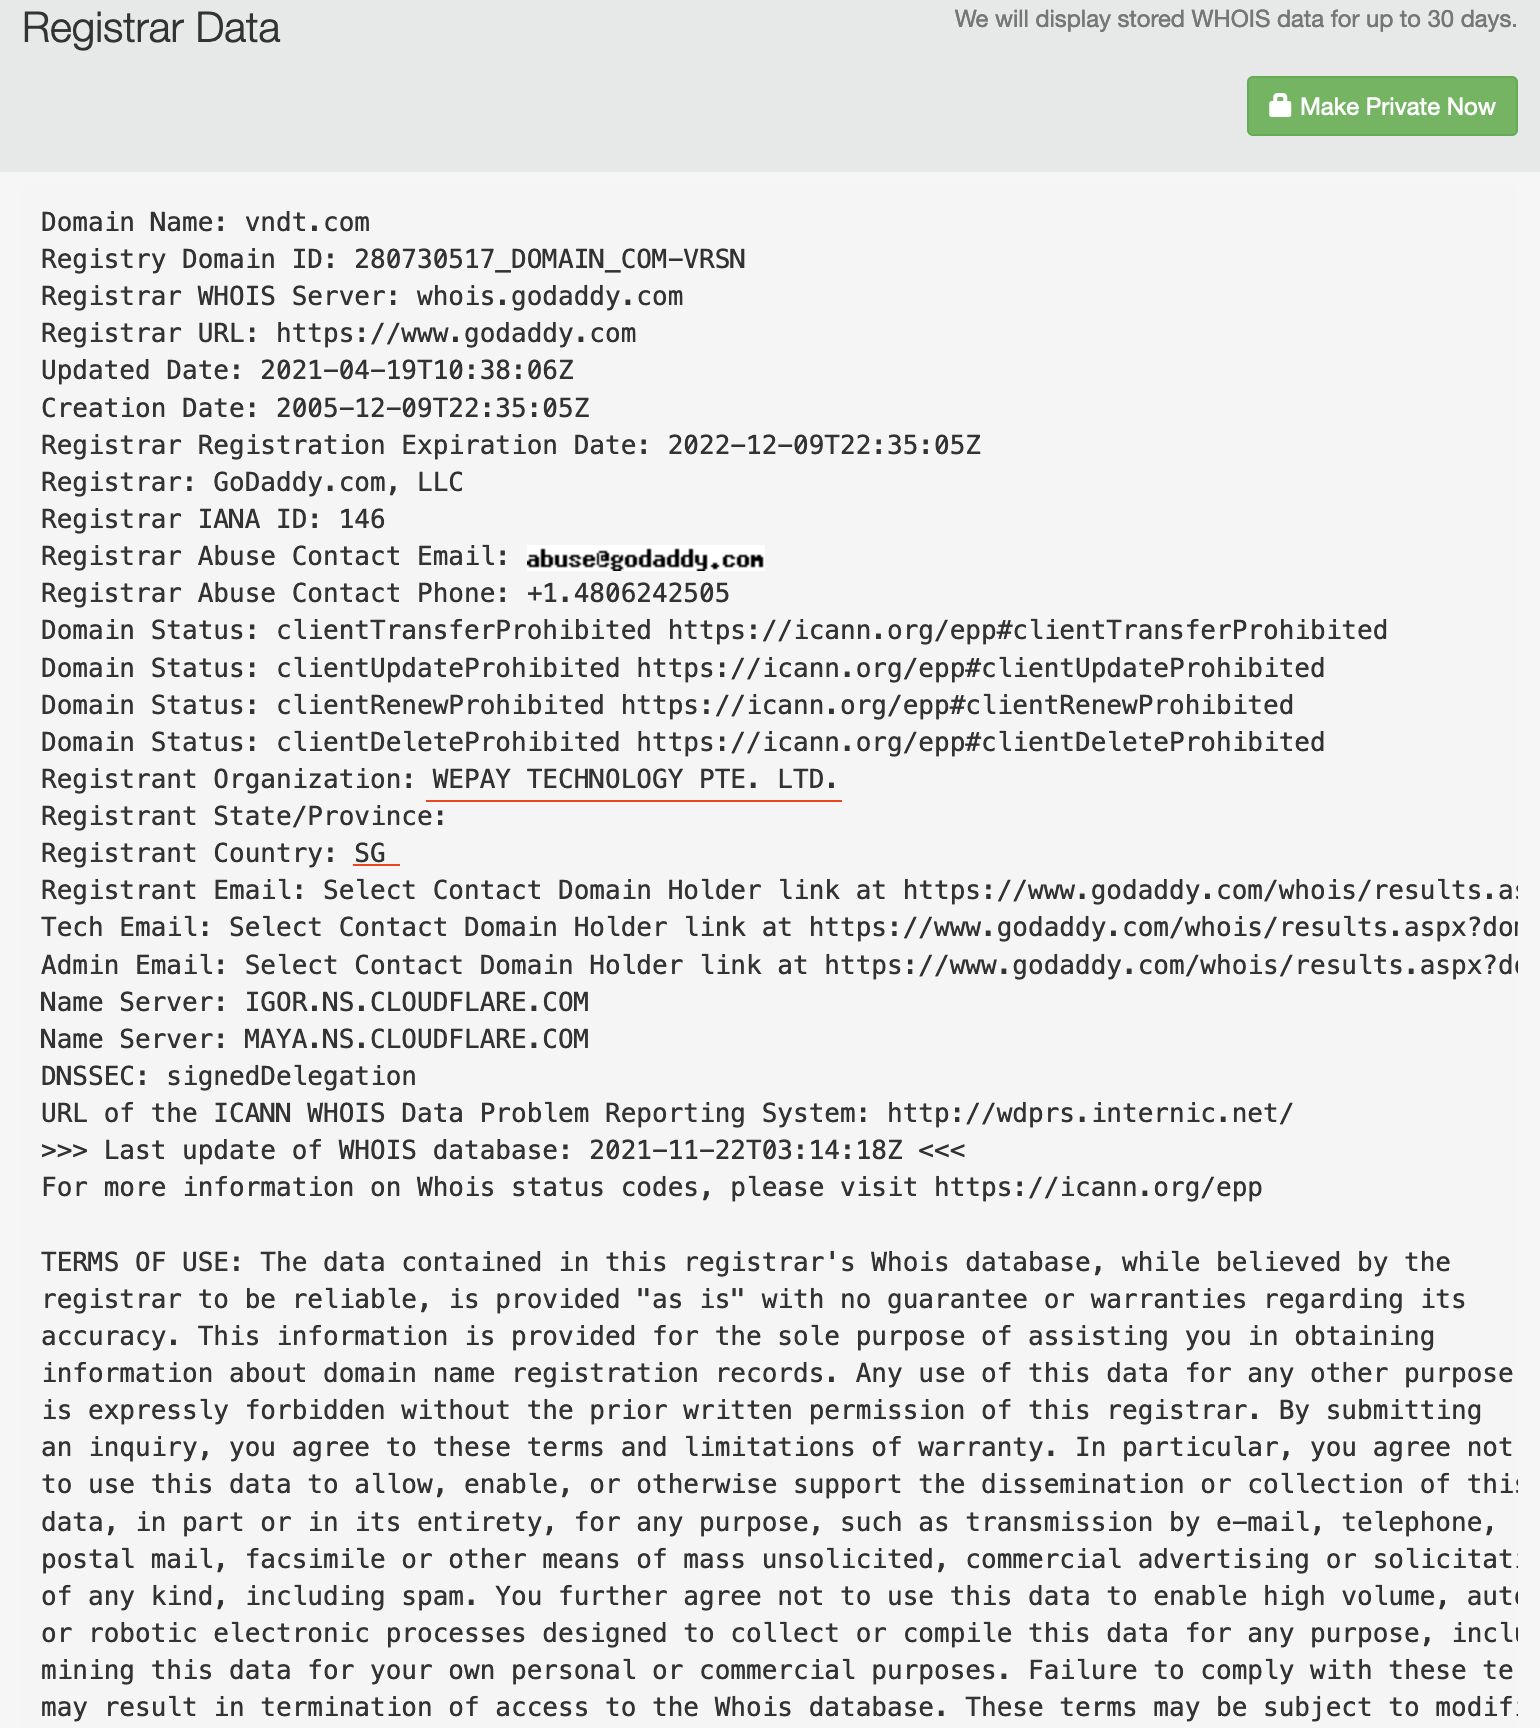 Registrar Data
We will display stored WHOIS data for up to 30 days.
Make Private Now
Domain Name: vndt.com
Registry Domain ID: 280730517_DOMAIN_COM-VRSN
Registrar WHOIS Server: whois.godaddy.com
Registrar URL: https://www.godaddy.com
Updated Date: 2021-04-19T10:38:06Z
Creation Date: 2005-12-09T22:35:05Z
Registrar Registration Expiration Date: 2022-12-09T22:35:05Z
Registrar: GoDaddy.com, LLC
Registrar IANA ID: 146
Registrar Abuse Contact Email: abuse@godaddy.com
Registrar Abuse Contact Phone: +1.4806242505
Domain Status: clientTransferProhibited https://icann.org/epp#clientTransferProhibited
Domain Status: clientUpdateProhibited https://icann.org/epp#clientUpdateProhibited
Domain Status: clientRenewProhibited https://icann.org/epp#clientRenewProhibited
Domain Status: clientDeleteProhibited https://icann.org/epp#clientDeleteProhibited
Registrant Organization: WEPAY TECHNOLOGY PTE. LTD.
Registrant State/Province:
Registrant Country: SG
Registrant Email: Select Contact Domain Holder link at https://www.godaddy.com/whois/results.as
Tech Email: Select Contact Domain Holder link at https://www.godaddy.com/whois/results.aspx?dom
Admin Email: Select Contact Domain Holder link at https://www.godaddy.com/whois/results.aspx?do
Name Server: IGOR.NS.CLOUDFLARE.COM
Name Server: MAYA.NS.CLOUDFLARE.COM
DNSSEC: signedDelegation
URL of the ICANN WHOIS Data Problem Reporting System: http://wdprs.internic.net/
>>> Last update of WHOIS database: 2021-11-22T03:14:18Z <<<
For more information on Whois status codes, please visit https://icann.org/epp
TERMS OF USE: The data contained in this registrar's Whois database, while believed by the
registrar to be reliable, is provided "as is" with no guarantee or warranties regarding its
accuracy. This information is provided for the sole purpose of assisting you in obtaining
information about domain name registration records. Any use of this data for any other purpose
is expressly forbidden without the prior written permission of this registrar. By submitting
an inquiry, you agree to these terms and limitations of warranty. In particular, you agree not
to use this data to allow, enable, or otherwise support the dissemination or collection of this
data, in part or in its entirety, for any purpose, such as transmission by e-mail, telephone,
postal mail, facsimile or other means of mass unsolicited, commercial advertising or solicitati
of any kind, including spam. You further agree not to use this data to enable high volume, auto
or robotic electronic processes designed to collect or compile this data for any purpose, inclu
mining this data for your own personal or commercial purposes. Failure to comply with these te
may result in termination of access to the Whois database. These terms may be subject to modifi